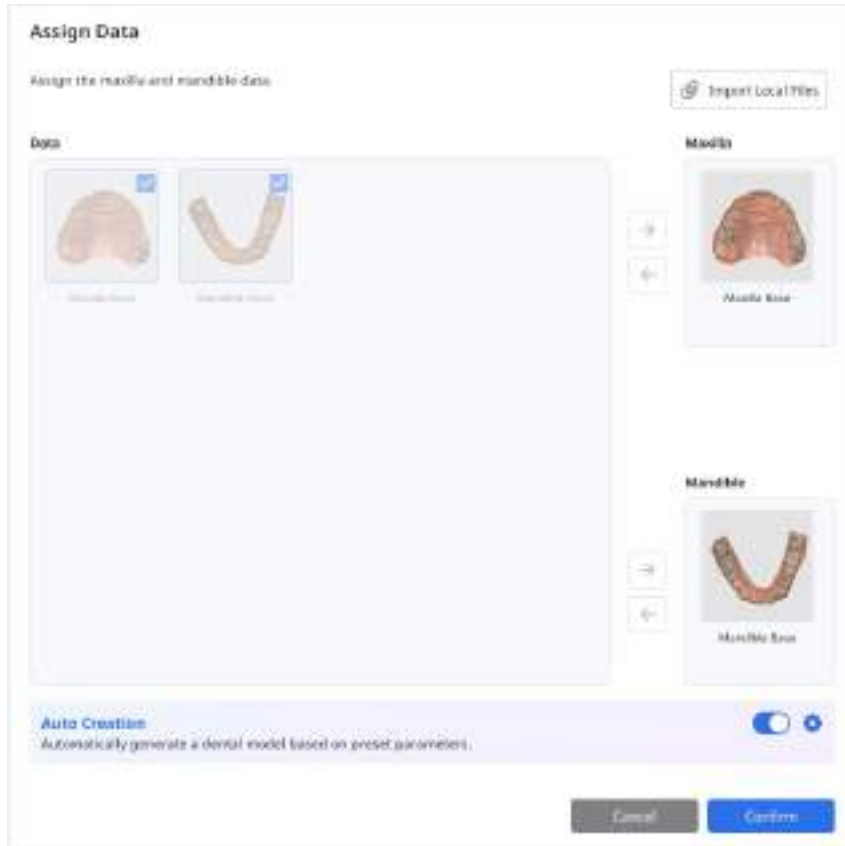 Assign Data
Assign the maxilla and mandible data
Import Local Files
Data
Maxilla
Maxilla Base
Mandible
Mandible Base
Auto Creation
Automatically generate a dental model based on preset parameters.
Cancel
Confirm